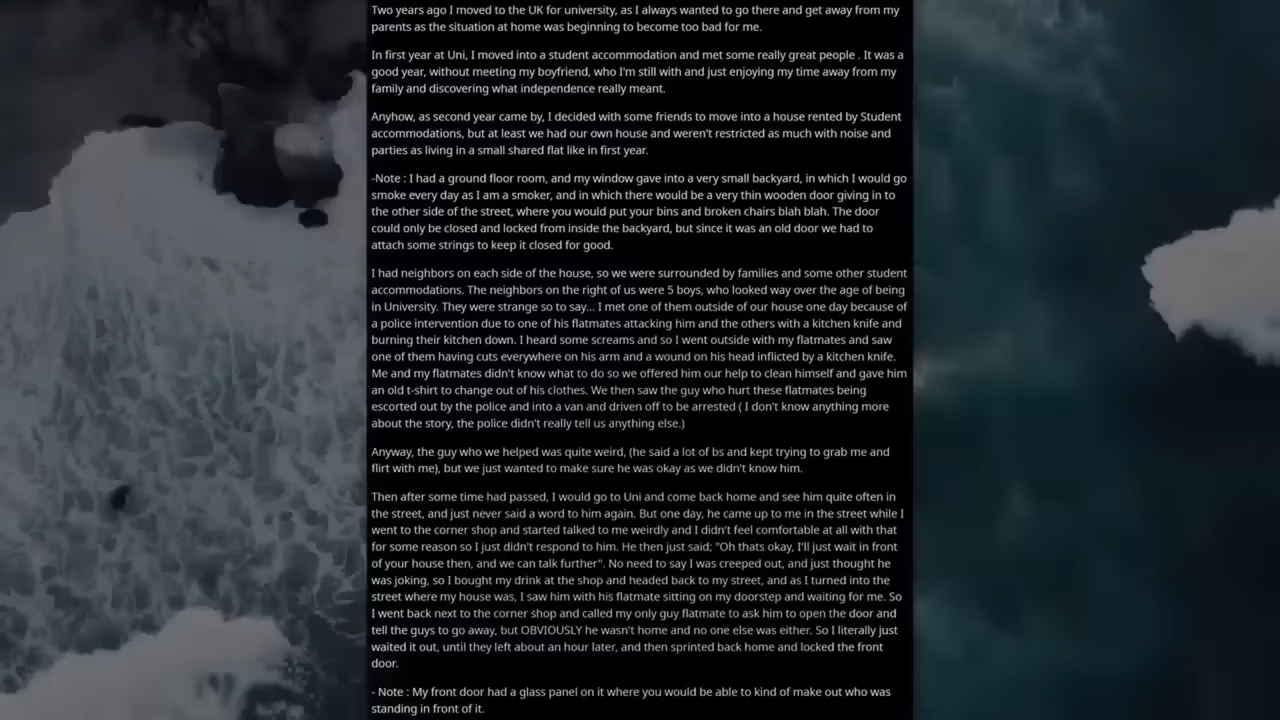 Two years ago I moved to the UK for university, as I always wanted to go there and get away from my
parents as the situation at home was beginning to become too bad for me.
In first year at Uni, I moved into a student accommodation and met some really great people . It was a
good year, without meeting my boyfriend, who I'm still with and just enjoying my time away from my
family and discovering what independence really meant.
Anyhow, as second year came by, I decided with some friends to move into a house rented by Student
accommodations, but at least we had our own house and weren't restricted as much with noise and
parties as living in a small shared flat like in first year.
-Note : I had a ground floor room, and my window gave into a very small backyard, in which I would go
smoke every day as I am a smoker, and in which there would be a very thin wooden door giving in to
the other side of the street, where you would put your bins and broken chairs blah blah. The door
could only be closed and locked from inside the backyard, but since it was an old door we had to
attach some strings to keep it closed for good.
I had neighbors on each side of the house, so we were surrounded by families and some other student
accommodations. The neighbors on the right of us were 5 boys, who looked way over the age of being
in University. They were strange so to say... I met one of them outside of our house one day because of
a police intervention due to one of his flatmates attacking him and the others with a kitchen knife and
burning their kitchen down. I heard some screams and so I went outside with my flatmates and saw
one of them having cuts everywhere on his arm and a wound on his head inflicted by a kitchen knife.
Me and my flatmates didn't know what to do so we offered him our help to clean himself and gave him
an old t-shirt to change out of his clothes. We then saw the guy who hurt these flatmates being
escorted out by the police and into a van and driven off to be arrested ( I don't know anything more
about the story, the police didn't really tell us anything else.)
Anyway, the guy who we helped was quite weird, (he said a lot of bs and kept trying to grab me and
flirt with me), but we just wanted to make sure he was okay as we didn't know him.
Then after some time had passed, I would go to Uni and come back home and see him quite often in
the street, and just never said a word to him again. But one day, he came up to me in the street while I
went to the corner shop and started talked to me weirdly and I didn't feel comfortable at all with that
for some reason so I just didn't respond to him. He then just said; "Oh thats okay, I'll just wait in front
of your house then, and we can talk further". No need to say I was creeped out, and just thought he
was joking, so I bought my drink at the shop and headed back to my street, and as I turned into the
street where my house was, I saw him with his flatmate sitting on my doorstep and waiting for me. So
I went back next to the corner shop and called my only guy flatmate to ask him to open the door and
tell the guys to go away, but OBVIOUSLY he wasn't home and no one else was either. So I literally just
waited it out, until they left about an hour later, and then sprinted back home and locked the front
door.
- Note : My front door had a glass panel on it where you would be able to kind of make out who was
standing in front of it.